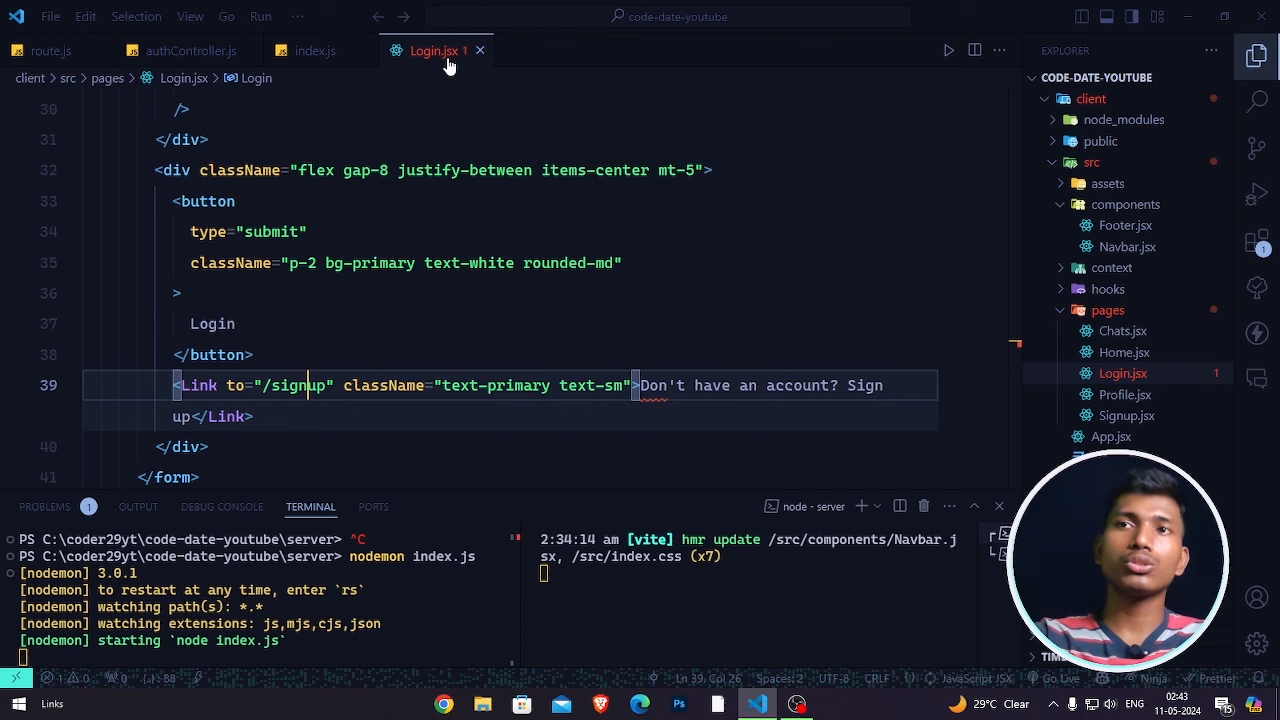 File Edit Selection View Go Run ··· code-date-youtube
route.js authController.js index.js Login.jsx 1
EXPLORER
client > src > pages > Login.jsx > Login
CODE-DATE-YOUTUBE
30 />
31 </div>
32 <div className="flex gap-8 justify-between items-center mt-5">
33 <button
34 type="submit"
35 className="p-2 bg-primary text-white rounded-md"
36 >
37 Login
38 </button>
39 <Link to="/signup" className="text-primary text-sm">Don't have an account? Sign
up</Link>
40 </div>
41 </form>
client
node_modules
public
src
assets
components
Footer.jsx
Navbar.jsx
context
hooks
pages
Chats.jsx
Home.jsx
Login.jsx 1
Profile.jsx
Signup.jsx
App.jsx
1
PROBLEMS 1 OUTPUT DEBUG CONSOLE TERMINAL PORTS node - server
PS C:\coder29yt\code-date-youtube\server> ^C
PS C:\coder29yt\code-date-youtube\server> nodemon index.js
[nodemon] 3.0.1
[nodemon] to restart at any time, enter `rs`
[nodemon] watching path(s): *.*
[nodemon] watching extensions: js,mjs,cjs,json
[nodemon] starting `node index.js`
2:34:14 am [vite] hmr update /src/components/Navbar.j
sx, /src/index.css (x7)
1 0 0 {..}: 88 Ln 39, Col 26 Spaces: 2 UTF-8 CRLF {} JavaScript JSX Go Live Ninja Prettier
Links 29°C Clear 02:43
11-05-2024